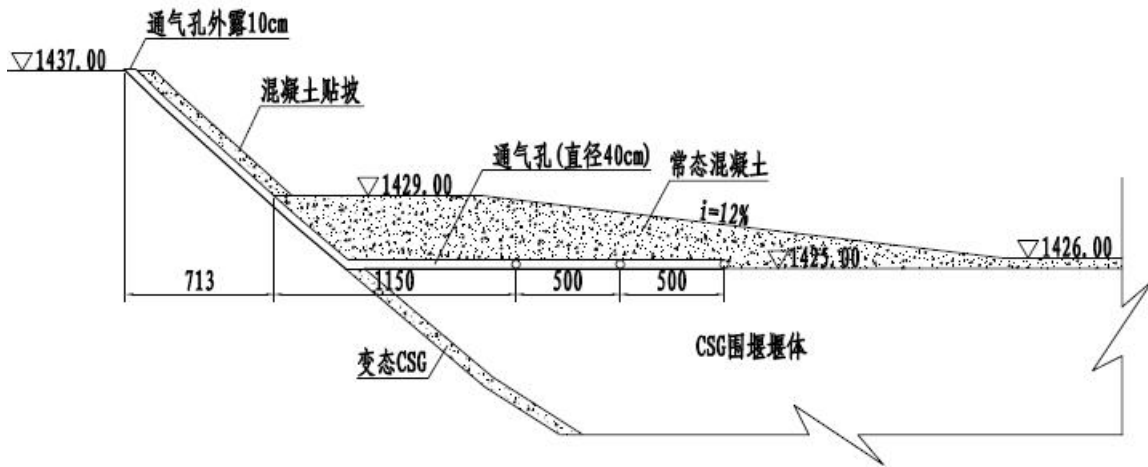 通气孔外露10cm
1437.00
混凝土贴坡
通气孔(直径40cm)
常态混凝土
1429.00
i=12%
1426.00
1425.00
713
1150
500
500
变态CSG
CSG围堰堰体